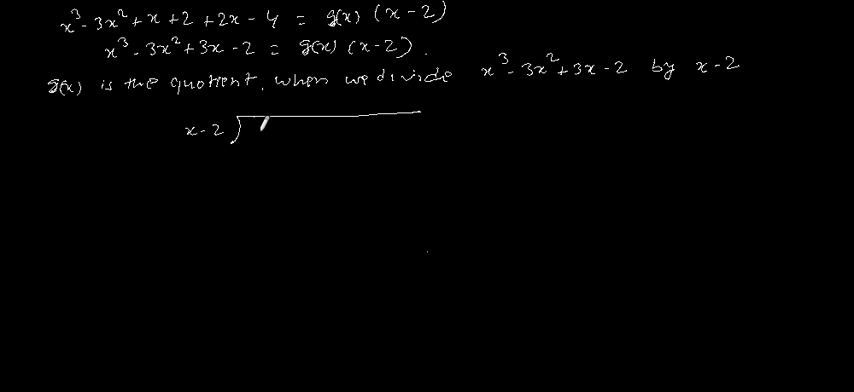 x³ - 3x² + x + 2 + 2x - 4 = g(x) (x - 2)
x³ - 3x² + 3x - 2 = g(x) (x - 2).
g(x) is the quotient, when we divide x³ - 3x² + 3x - 2 by x - 2
x - 2